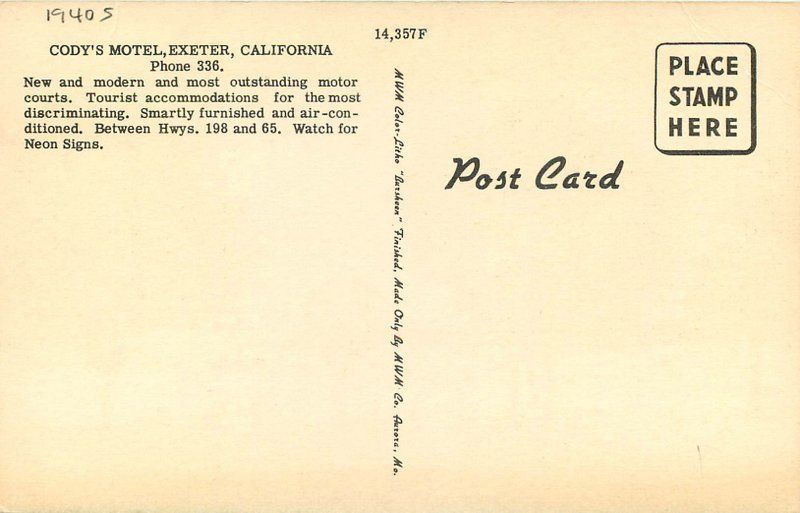 1940s
14,357F
CODY'S MOTEL, EXETER, CALIFORNIA
Phone 336.
New and modern and most outstanding motor
courts. Tourist accommodations for the most
discriminating. Smartly furnished and air-con-
ditioned. Between Hwys. 198 and 65. Watch for
Neon Signs.
MWM Color-Litho "Dursheen" Finished, Made Only By MWM Co. Aurora, Mo.
Post Card
PLACE
STAMP
HERE